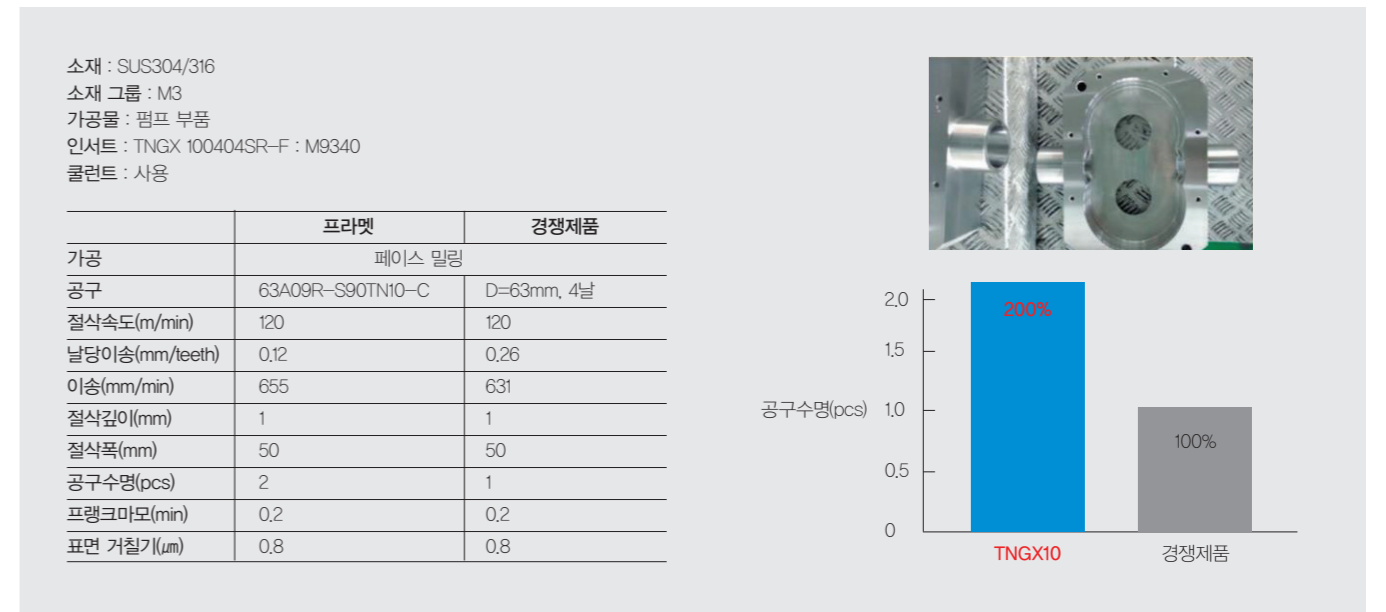 소재 : SUS304/316
소재 그룹 : M3
가공물 : 펌프 부품
인서트 : TNGX 100404SR-F : M9340
쿨런트 : 사용
프라멧 경쟁제품
가공 페이스 밀링
공구 63A09R-S90TN10-C D=63mm, 4날
절삭속도(m/min) 120 120
날당이송(mm/teeth) 0.12 0.26
이송(mm/min) 655 631
절삭깊이(mm) 1 1
절삭폭(mm) 50 50
공구수명(pcs) 2 1
프랭크마모(min) 0.2 0.2
표면 거칠기(㎛) 0.8 0.8
2.0
200%
1.5
공구수명(pcs) 1.0
100%
0.5
0
TNGX10 경쟁제품